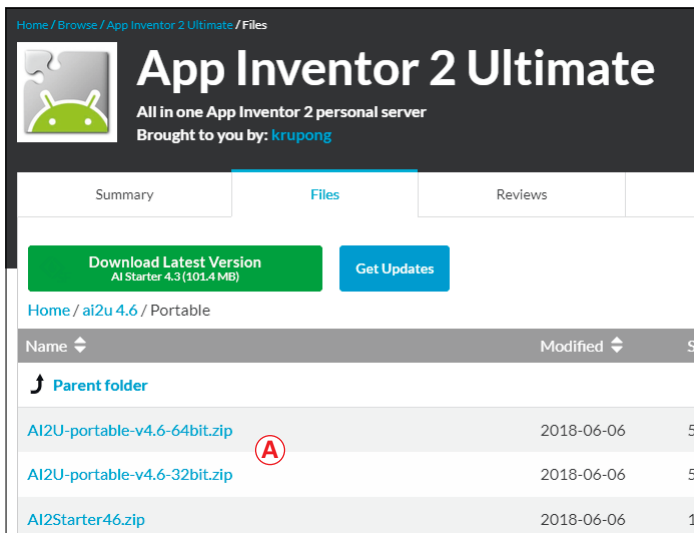 Home / Browse / App Inventor 2 Ultimate / Files
App Inventor 2 Ultimate
All in one App Inventor 2 personal server
Brought to you by: krupong
Summary Files Reviews
Download Latest Version
AI Starter 4.3 (101.4 MB)
Get Updates
Home / ai2u 4.6 / Portable
Name Modified S
Parent folder
AI2U-portable-v4.6-64bit.zip 2018-06-06 5
A
AI2U-portable-v4.6-32bit.zip 2018-06-06 5
AI2Starter46.zip 2018-06-06 1